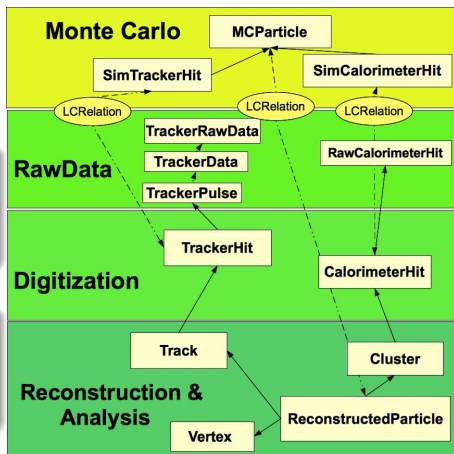 Monte Carlo
MCParticle
SimTrackerHit
SimCalorimeterHit
LCRelation
LCRelation
LCRelation
TrackerRawData
TrackerData
RawCalorimeterHit
RawData
TrackerPulse
TrackerHit
Digitization
CalorimeterHit
Track
Cluster
Reconstruction &
Analysis
ReconstructedParticle
Vertex